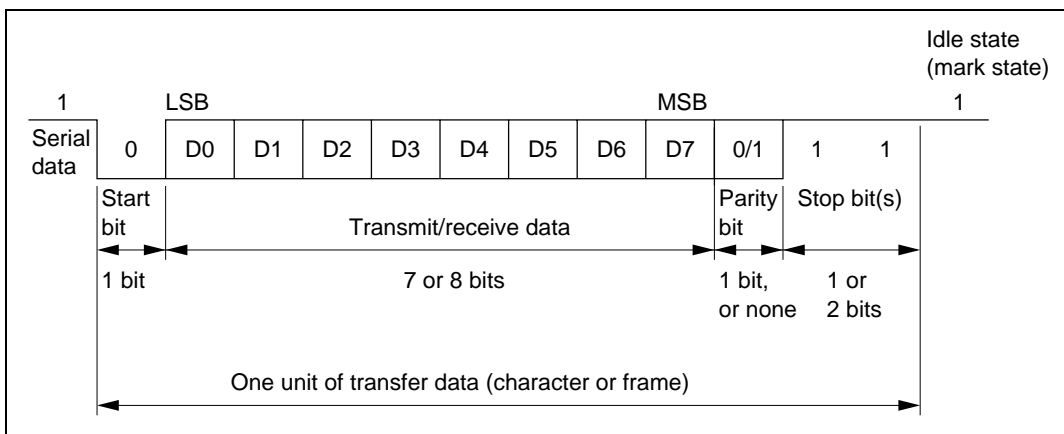 Idle state
(mark state)
1 LSB MSB 1
Serial
data
0 D0 D1 D2 D3 D4 D5 D6 D7 0/1 1 1
Start
bit
Transmit/receive data
Parity
bit
Stop bit(s)
1 bit
7 or 8 bits
1 bit,
or none
1 or
2 bits
One unit of transfer data (character or frame)